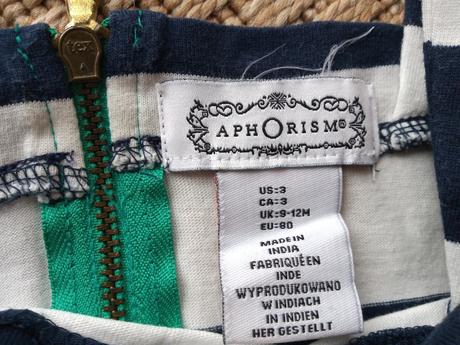 tex
A
APHORISM®
US:3
CA:3
UK:9-12M
EU:80
MADE IN
INDIA
FABRIQUÉEN
INDE
WYPRODUKOWANO
W INDIACH
IN INDIEN
HER GESTELLT